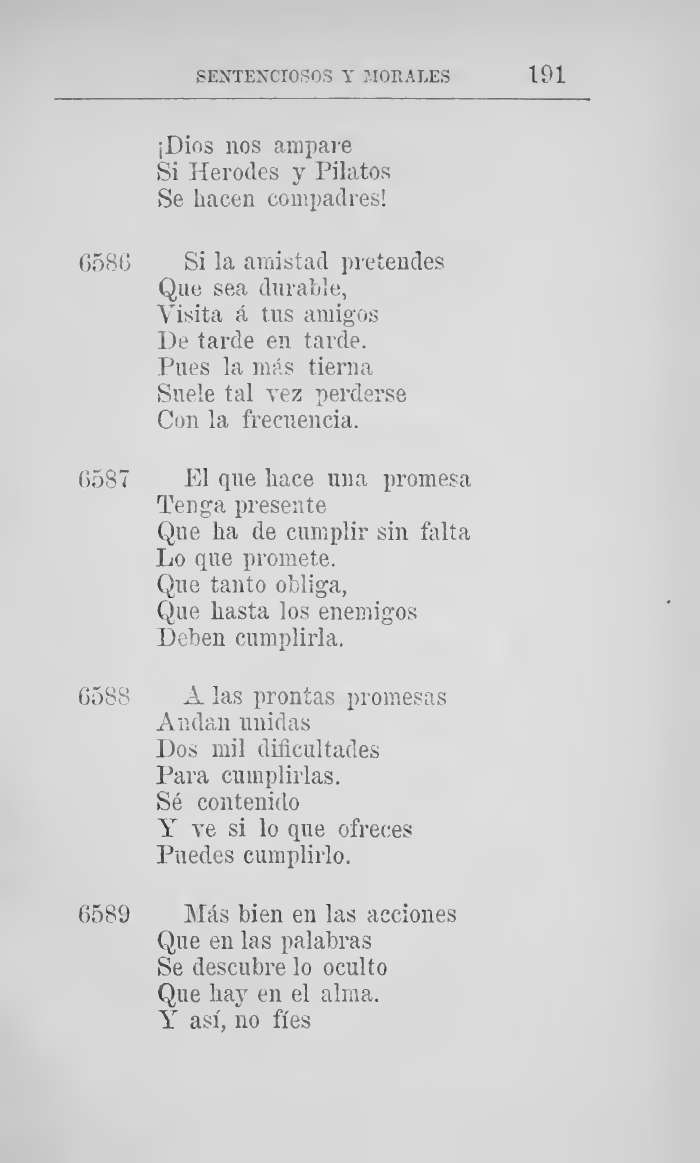 SENTENCIOSOS Y MORALES 191
¡Dios nos ampare
Si Herodes y Pilatos
Se hacen compadres!
6586 Si la amistad pretendes
Que sea durable,
Visita á tus amigos
De tarde en tarde.
Pues la más tierna
Suele tal vez perderse
Con la frecuencia.
6587 El que hace una promesa
Tenga presente
Que ha de cumplir sin falta
Lo que promete.
Que tanto obliga,
Que hasta los enemigos
Deben cumplirla.
6588 A las prontas promesas
Andan unidas
Dos mil dificultades
Para cumplirlas.
Sé contenido
Y ve si lo que ofreces
Puedes cumplirlo.
6589 Más bien en las acciones
Que en las palabras
Se descubre lo oculto
Que hay en el alma.
Y así, no fíes